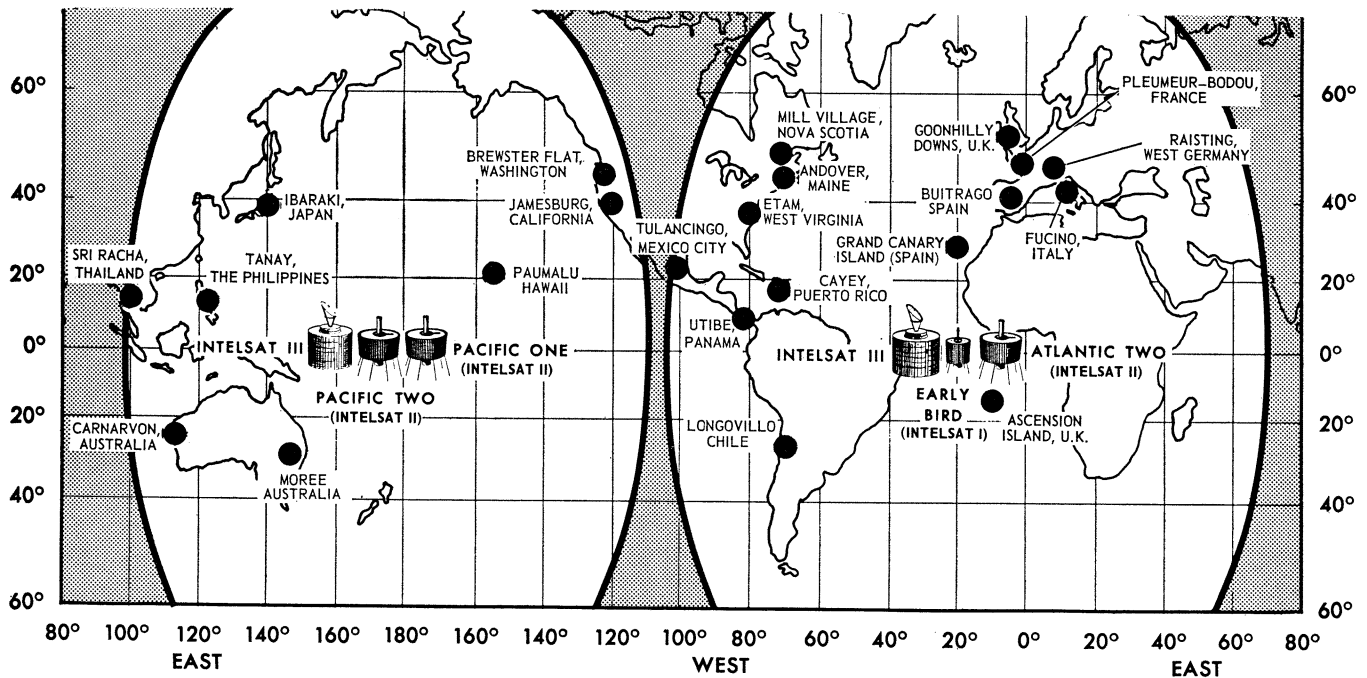 60°
40°
20°
0°
20°
40°
60°
BREWSTER FLAT,
WASHINGTON
JAMESBURG,
CALIFORNIA
IBARAKI,
JAPAN
SRI RACHA,
THAILAND
TANAY,
THE PHILIPPINES
PAUMALU
HAWAII
INTELSAT III
PACIFIC ONE
(INTELSAT II)
PACIFIC TWO
(INTELSAT II)
CARNARVON,
AUSTRALIA
MOREE
AUSTRALIA
TULANCINGO,
MEXICO CITY
MILL VILLAGE,
NOVA SCOTIA
ANDOVER,
MAINE
ETAM,
WEST VIRGINIA
CAYEY,
PUERTO RICO
UTIBE,
PANAMA
LONGOVILLO
CHILE
GOONHILLY
DOWNS, U.K.
PLEUMEUR-BODOU,
FRANCE
RAISTING,
WEST GERMANY
BUITRAGO
SPAIN
FUCINO,
ITALY
GRAND CANARY
ISLAND (SPAIN)
INTELSAT III
ATLANTIC TWO
(INTELSAT II)
EARLY
BIRD
(INTELSAT I)
ASCENSION
ISLAND, U.K.
60°
40°
20°
0°
20°
40°
60°
80° 100° 120° 140° 160° 180° 160° 140° 120° 100° 80° 60° 40° 20° 0° 20° 40° 60° 80°
EAST WEST EAST